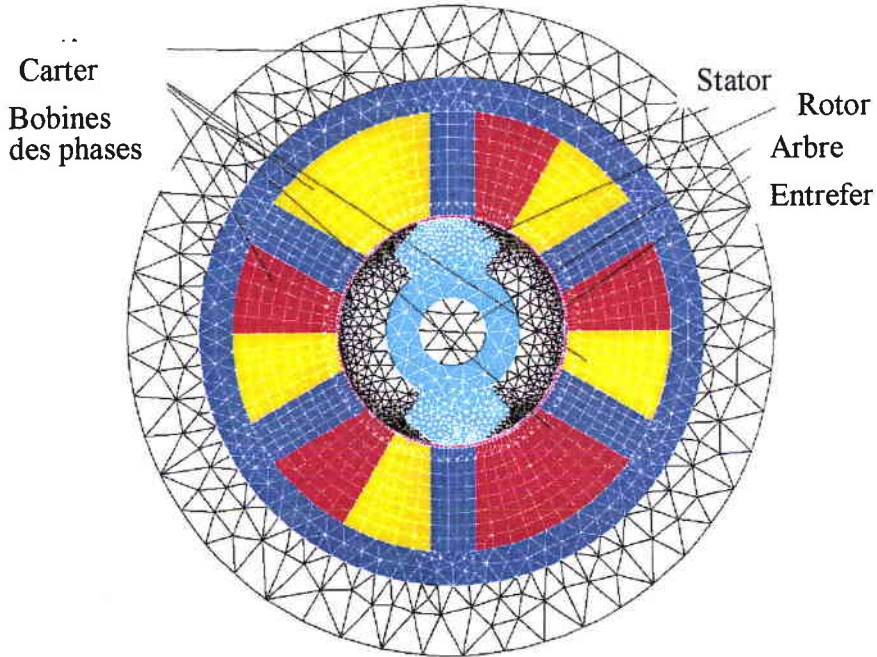 Carter
Bobines
des phases
Stator
Rotor
Arbre
Entrefer